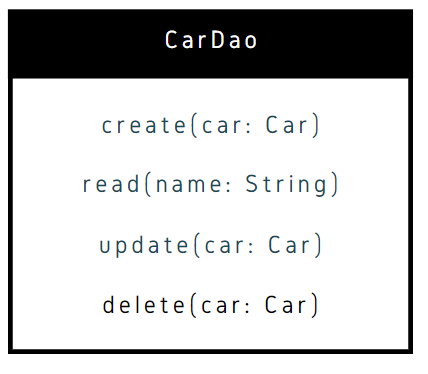 CarDao
create(car: Car)
read(name: String)
update(car: Car)
delete(car: Car)